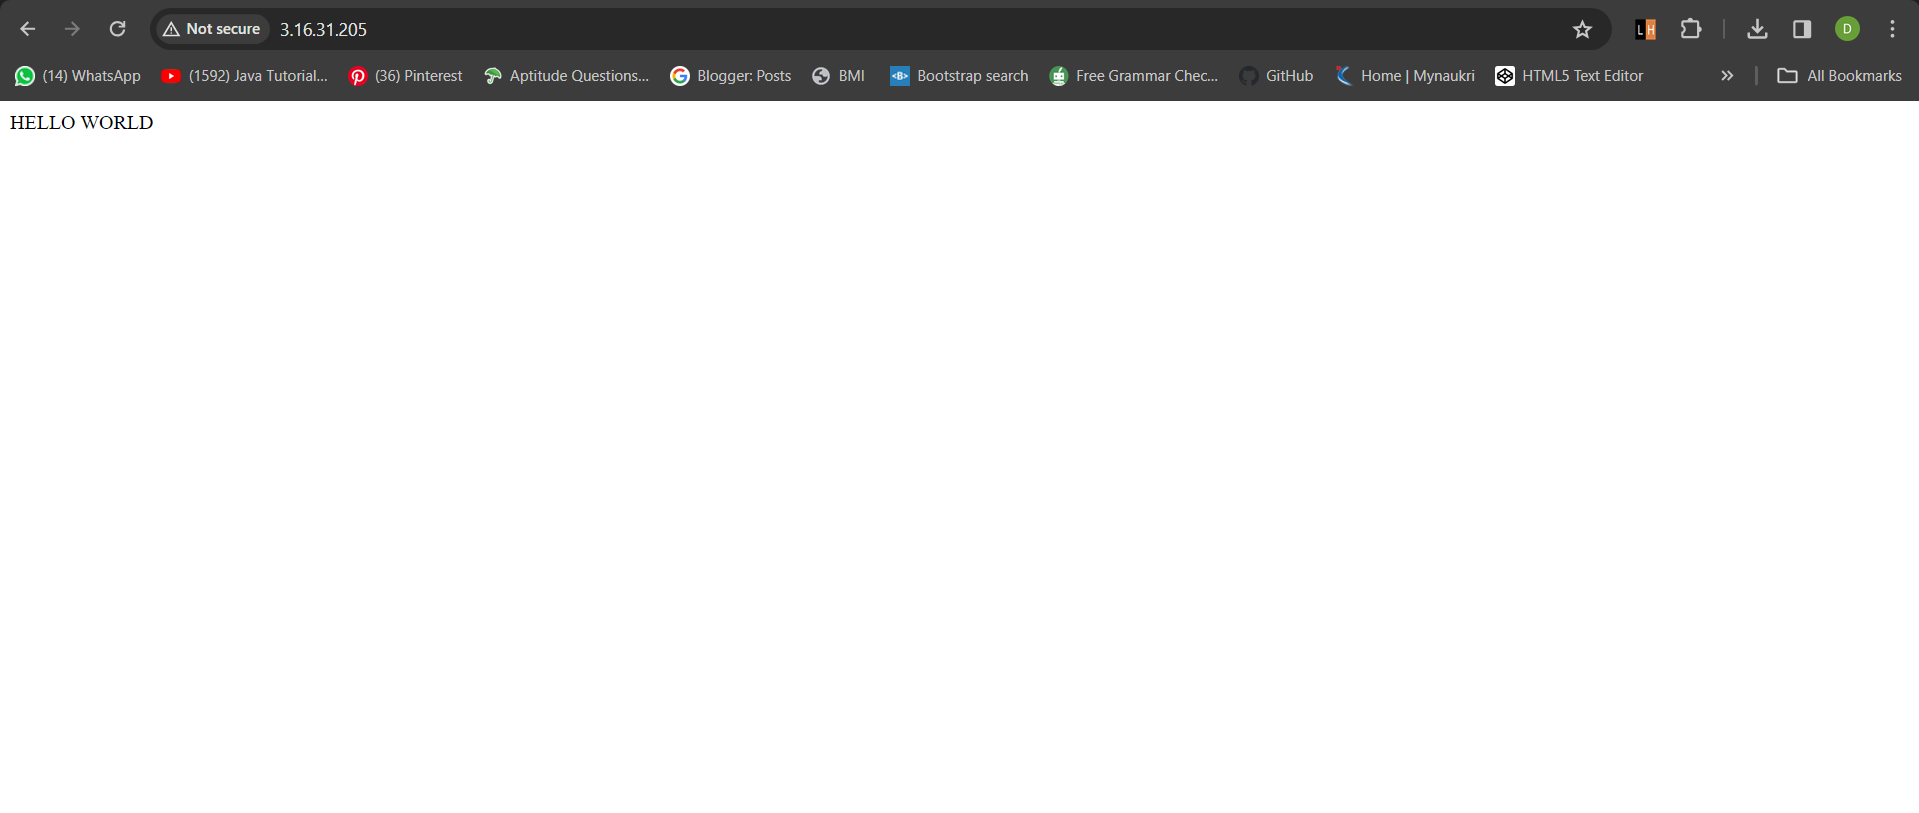 Not secure 3.16.31.205 L H D
(14) WhatsApp (1592) Java Tutorial... (36) Pinterest Aptitude Questions... Blogger: Posts BMI <B> Bootstrap search Free Grammar Chec... GitHub Home | Mynaukri HTML5 Text Editor » All Bookmarks
HELLO WORLD